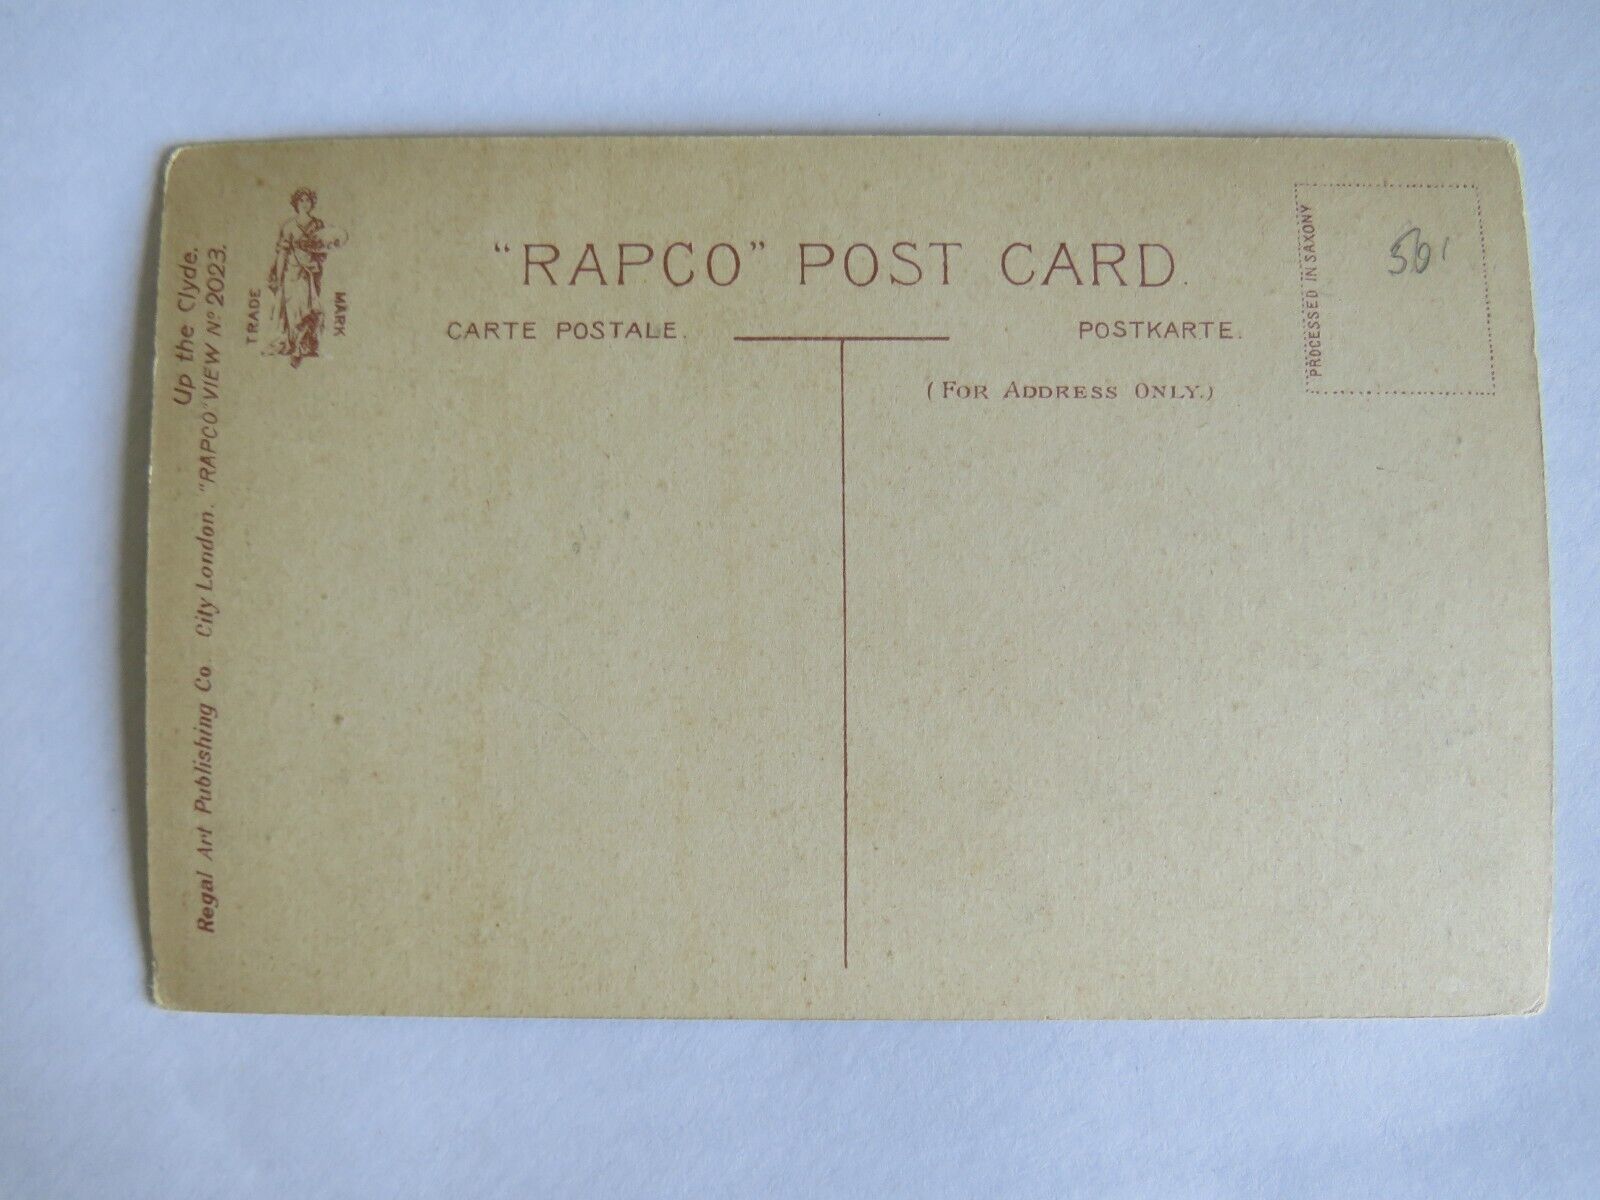 "RAPCO" POST CARD.
CARTE POSTALE. POSTKARTE.
(FOR ADDRESS ONLY.)
PROCESSED IN SAXONY
TRADE MARK
Up the Clyde.
Regal Art Publishing Co. City London. "RAPCO" VIEW Nº 2023.